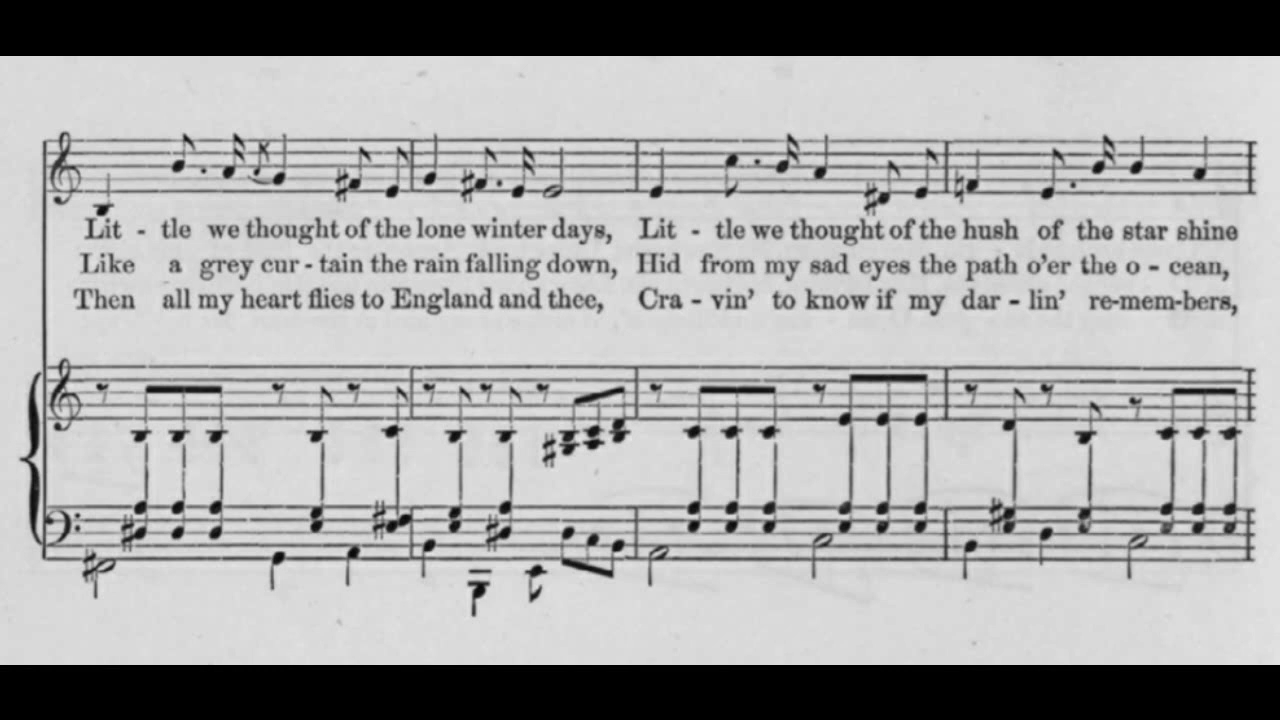 Lit - tle we thought of the lone winter days, Lit - tle we thought of the hush of the star shine
Like a grey cur - tain the rain falling down, Hid from my sad eyes the path o'er the o - cean,
Then all my heart flies to England and thee, Cra - vin' to know if my dar - lin' re-mem-bers,